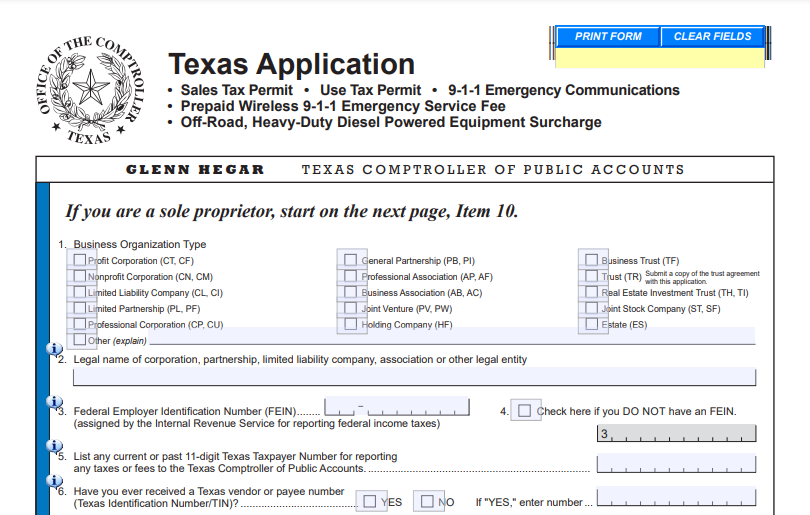 PRINT FORM CLEAR FIELDS
OFFICE OF THE COMPTROLLER
TEXAS
Texas Application
• Sales Tax Permit • Use Tax Permit • 9-1-1 Emergency Communications
• Prepaid Wireless 9-1-1 Emergency Service Fee
• Off-Road, Heavy-Duty Diesel Powered Equipment Surcharge
GLENN HEGAR TEXAS COMPTROLLER OF PUBLIC ACCOUNTS
If you are a sole proprietor, start on the next page, Item 10.
1. Business Organization Type
Profit Corporation (CT, CF) General Partnership (PB, PI) Business Trust (TF)
Nonprofit Corporation (CN, CM) Professional Association (AP, AF) Trust (TR) Submit a copy of the trust agreement
with this application.
Limited Liability Company (CL, CI) Business Association (AB, AC) Real Estate Investment Trust (TH, TI)
Limited Partnership (PL, PF) Joint Venture (PV, PW) Joint Stock Company (ST, SF)
Professional Corporation (CP, CU) Holding Company (HF) Estate (ES)
Other (explain)
2. Legal name of corporation, partnership, limited liability company, association or other legal entity
3. Federal Employer Identification Number (FEIN)....... – 4. Check here if you DO NOT have an FEIN.
(assigned by the Internal Revenue Service for reporting federal income taxes)
3
5. List any current or past 11-digit Texas Taxpayer Number for reporting
any taxes or fees to the Texas Comptroller of Public Accounts. ..........
6. Have you ever received a Texas vendor or payee number
(Texas Identification Number/TIN)? .......... YES NO If "YES," enter number ...